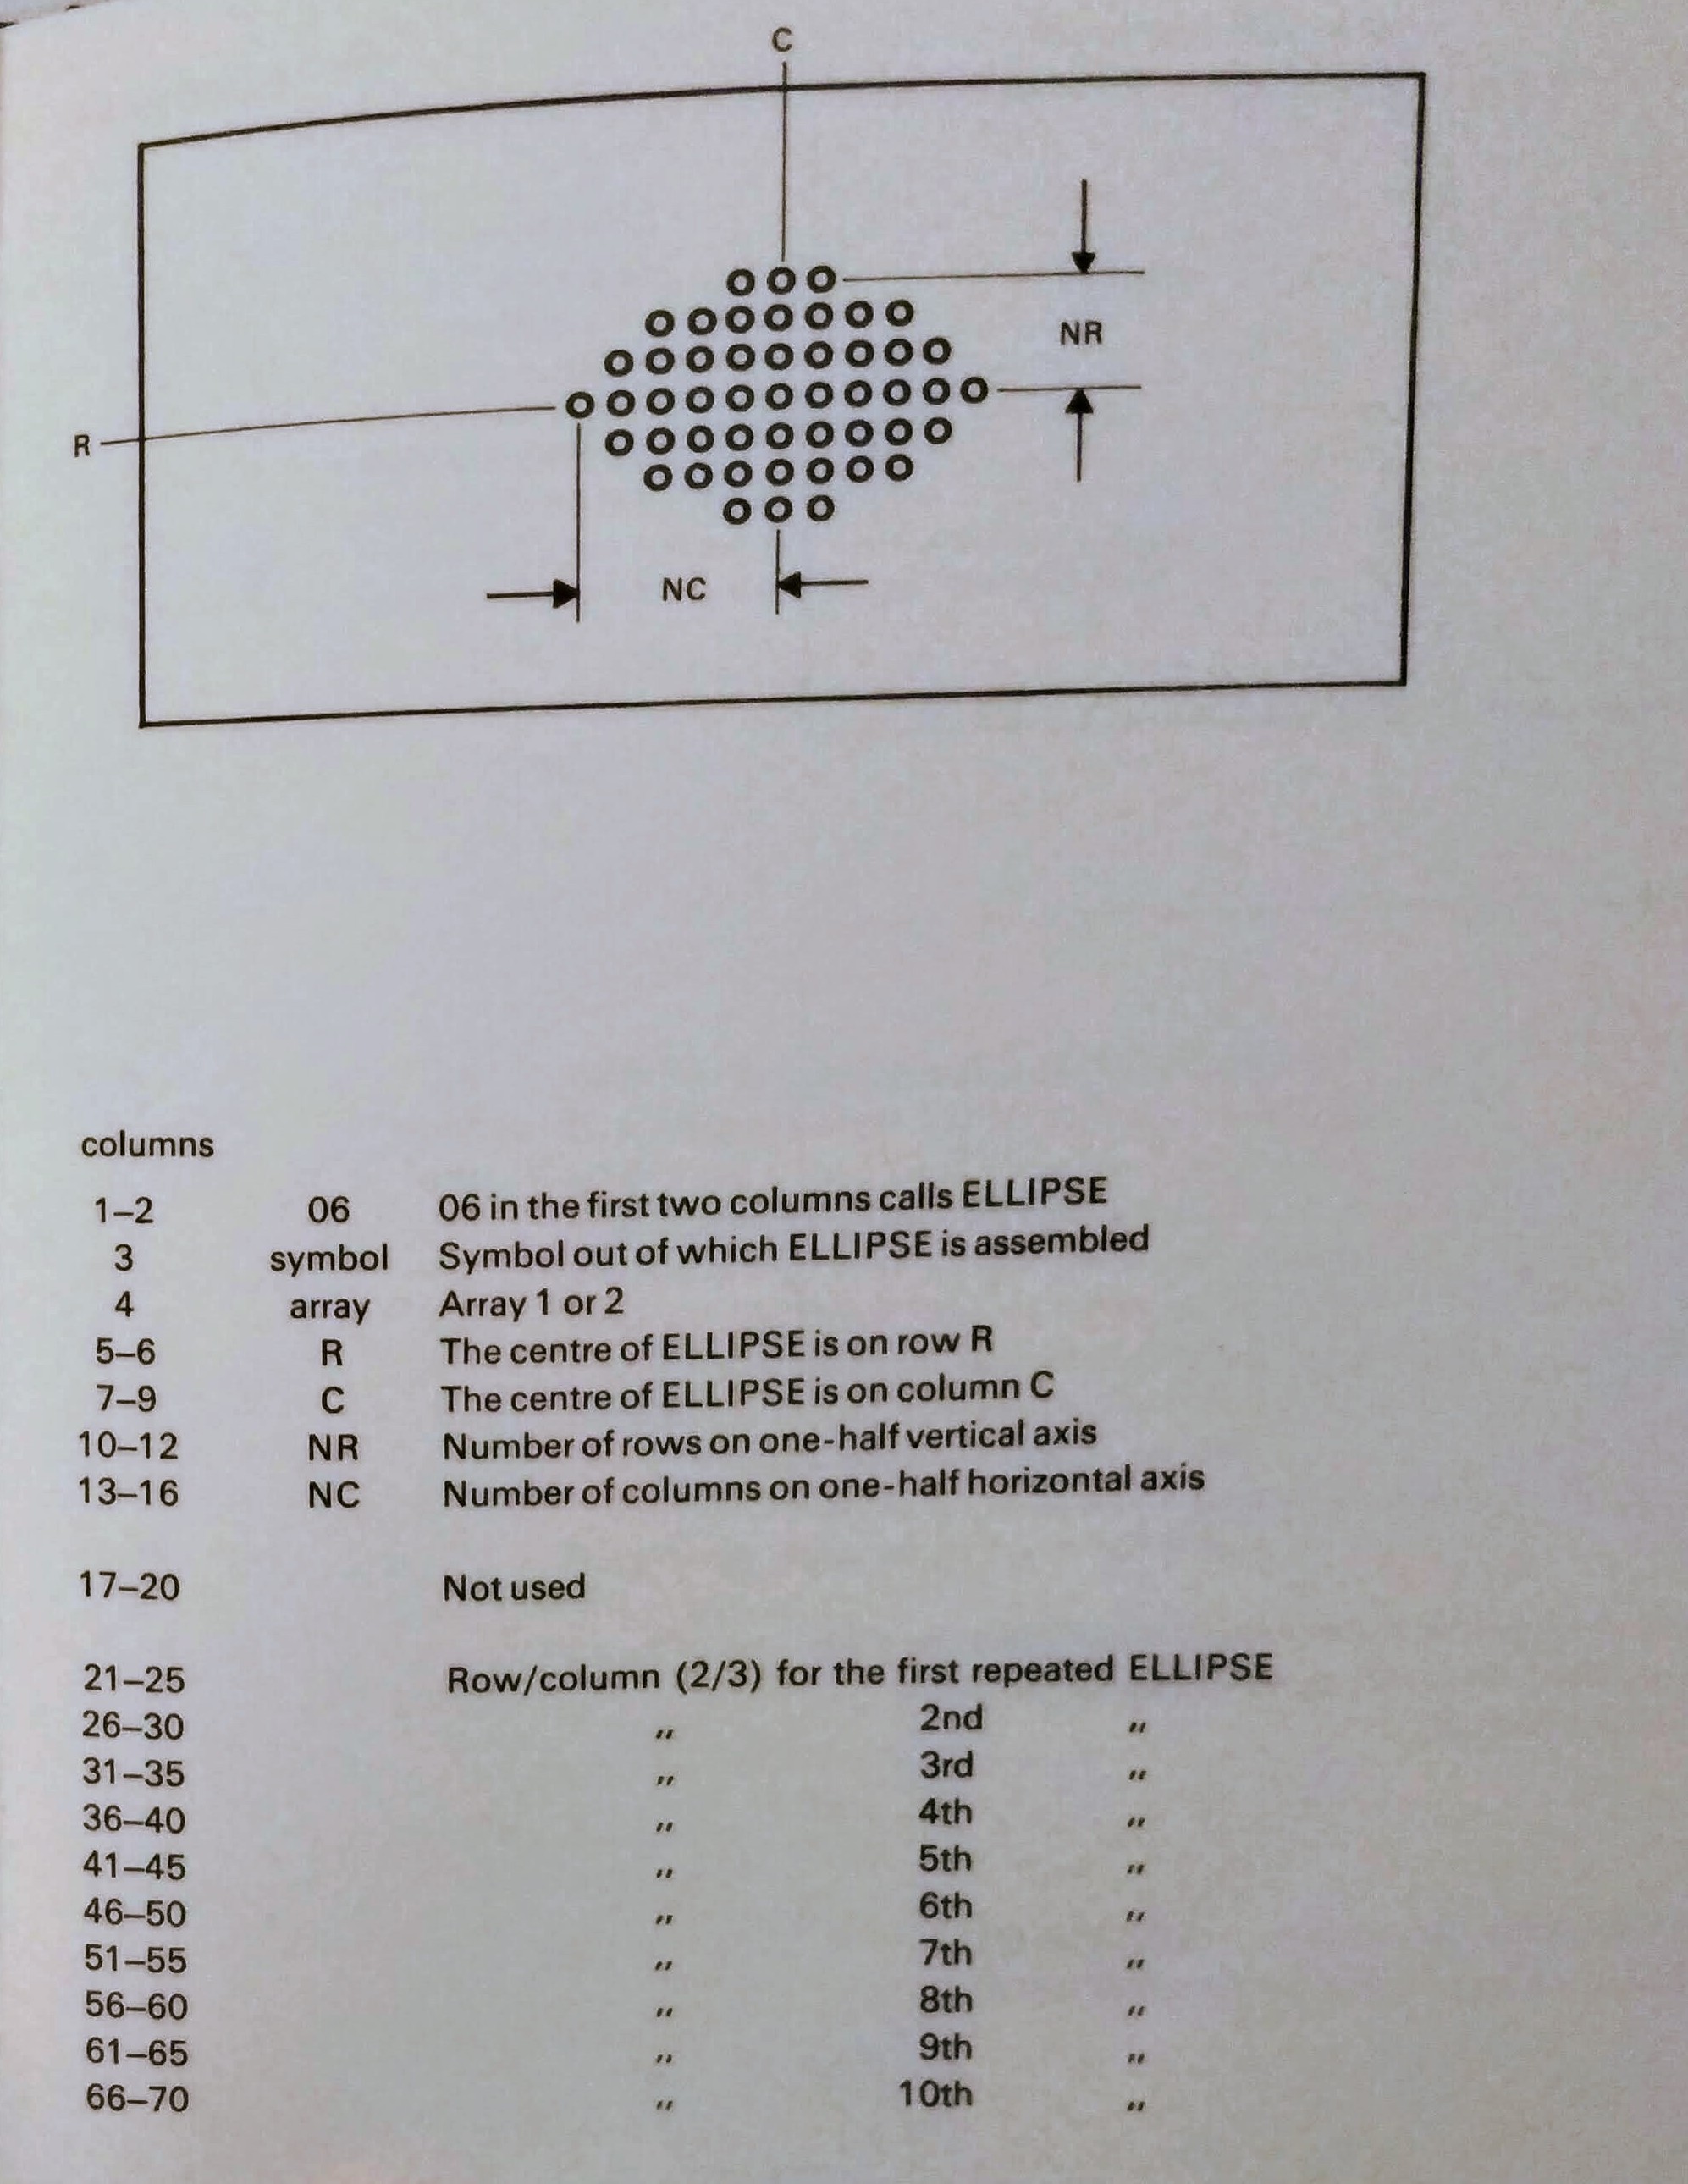 C
NR
R
NC
columns
1–2 06 06 in the first two columns calls ELLIPSE
3 symbol Symbol out of which ELLIPSE is assembled
4 array Array 1 or 2
5–6 R The centre of ELLIPSE is on row R
7–9 C The centre of ELLIPSE is on column C
10–12 NR Number of rows on one-half vertical axis
13–16 NC Number of columns on one-half horizontal axis
17–20 Not used
21–25 Row/column (2/3) for the first repeated ELLIPSE
26–30 ,, 2nd ,,
31–35 ,, 3rd ,,
36–40 ,, 4th ,,
41–45 ,, 5th ,,
46–50 ,, 6th ,,
51–55 ,, 7th ,,
56–60 ,, 8th ,,
61–65 ,, 9th ,,
66–70 ,, 10th ,,